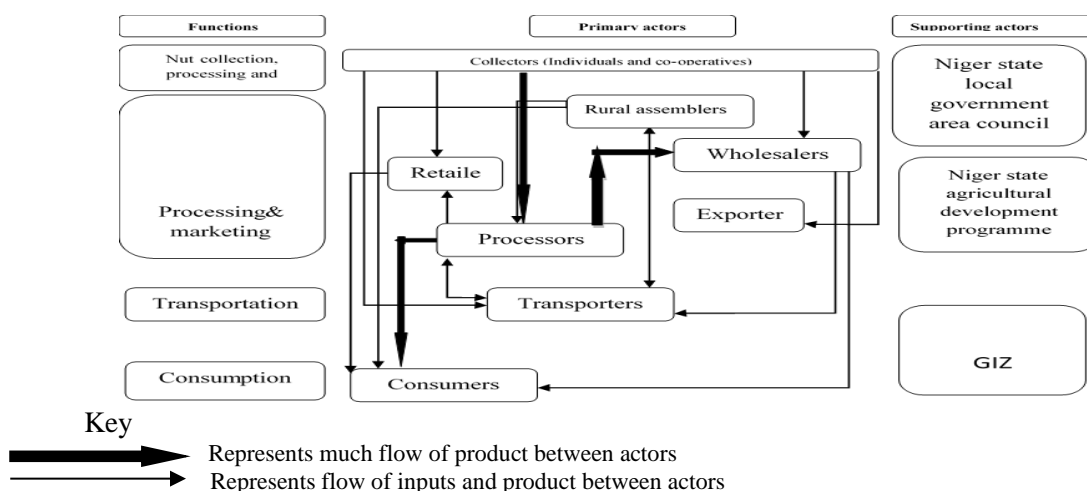 Functions
Primary actors
Supporting actors
Nut collection,
processing and
Collectors (Individuals and co-operatives)
Niger state
local
government
area council
Rural assemblers
Wholesalers
Retaile
Processing&
marketing
Exporter
Niger state
agricultural
development
programme
Processors
Transportation
Transporters
GIZ
Consumption
Consumers
Key
Represents much flow of product between actors
Represents flow of inputs and product between actors